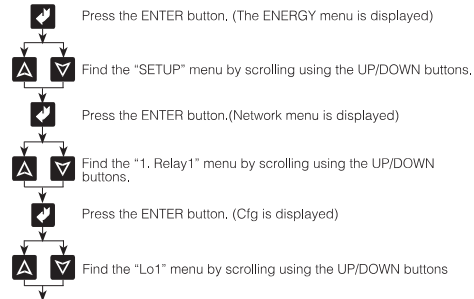 Press the ENTER button. (The ENERGY menu is displayed)
Find the “SETUP” menu by scrolling using the UP/DOWN buttons.
Press the ENTER button.(Network menu is displayed)
Find the “1. Relay1” menu by scrolling using the UP/DOWN
buttons.
Press the ENTER button. (Cfg is displayed)
Find the “Lo1” menu by scrolling using the UP/DOWN buttons